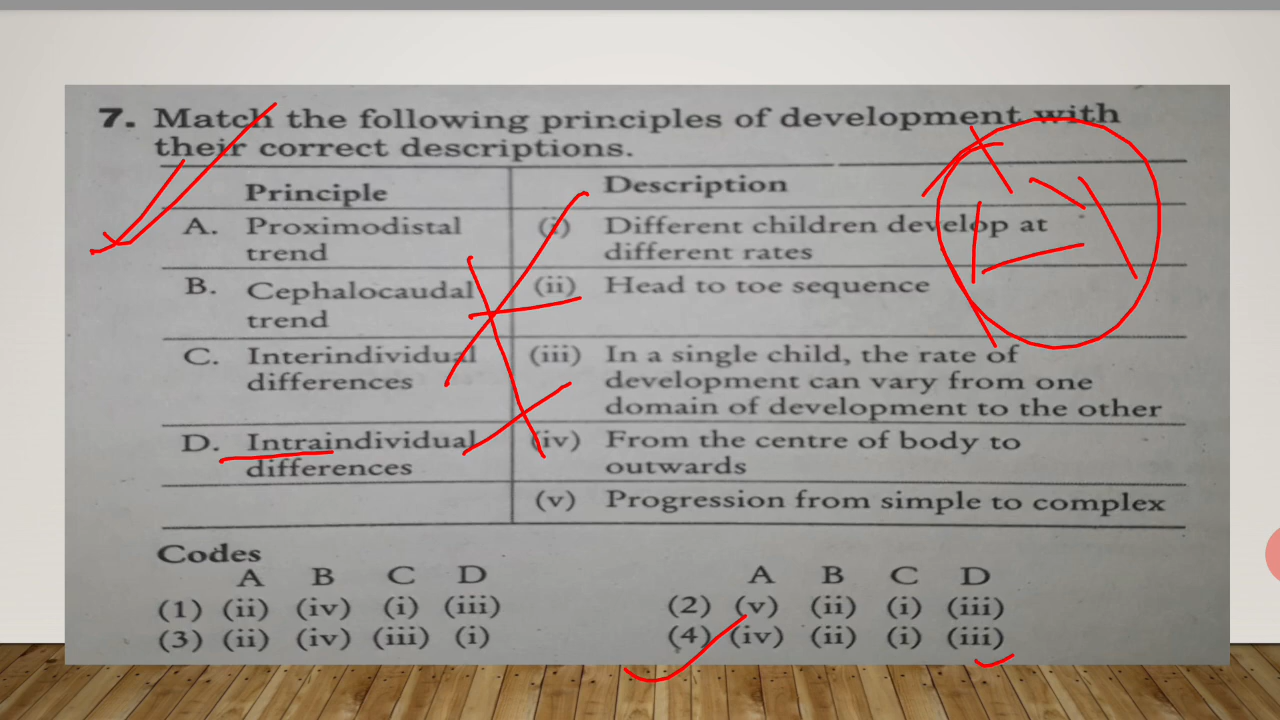 7. Match the following principles of development with
their correct descriptions.
Principle Description
A. Proximodistal (i) Different children develop at
trend different rates
B. Cephalocaudal (ii) Head to toe sequence
trend
C. Interindividual (iii) In a single child, the rate of
differences development can vary from one
domain of development to the other
D. Intraindividual (iv) From the centre of body to
differences outwards
(v) Progression from simple to complex
Codes
A B C D A B C D
(1) (ii) (iv) (i) (iii) (2) (v) (ii) (i) (iii)
(3) (ii) (iv) (iii) (i) (4) (iv) (ii) (i) (iii)